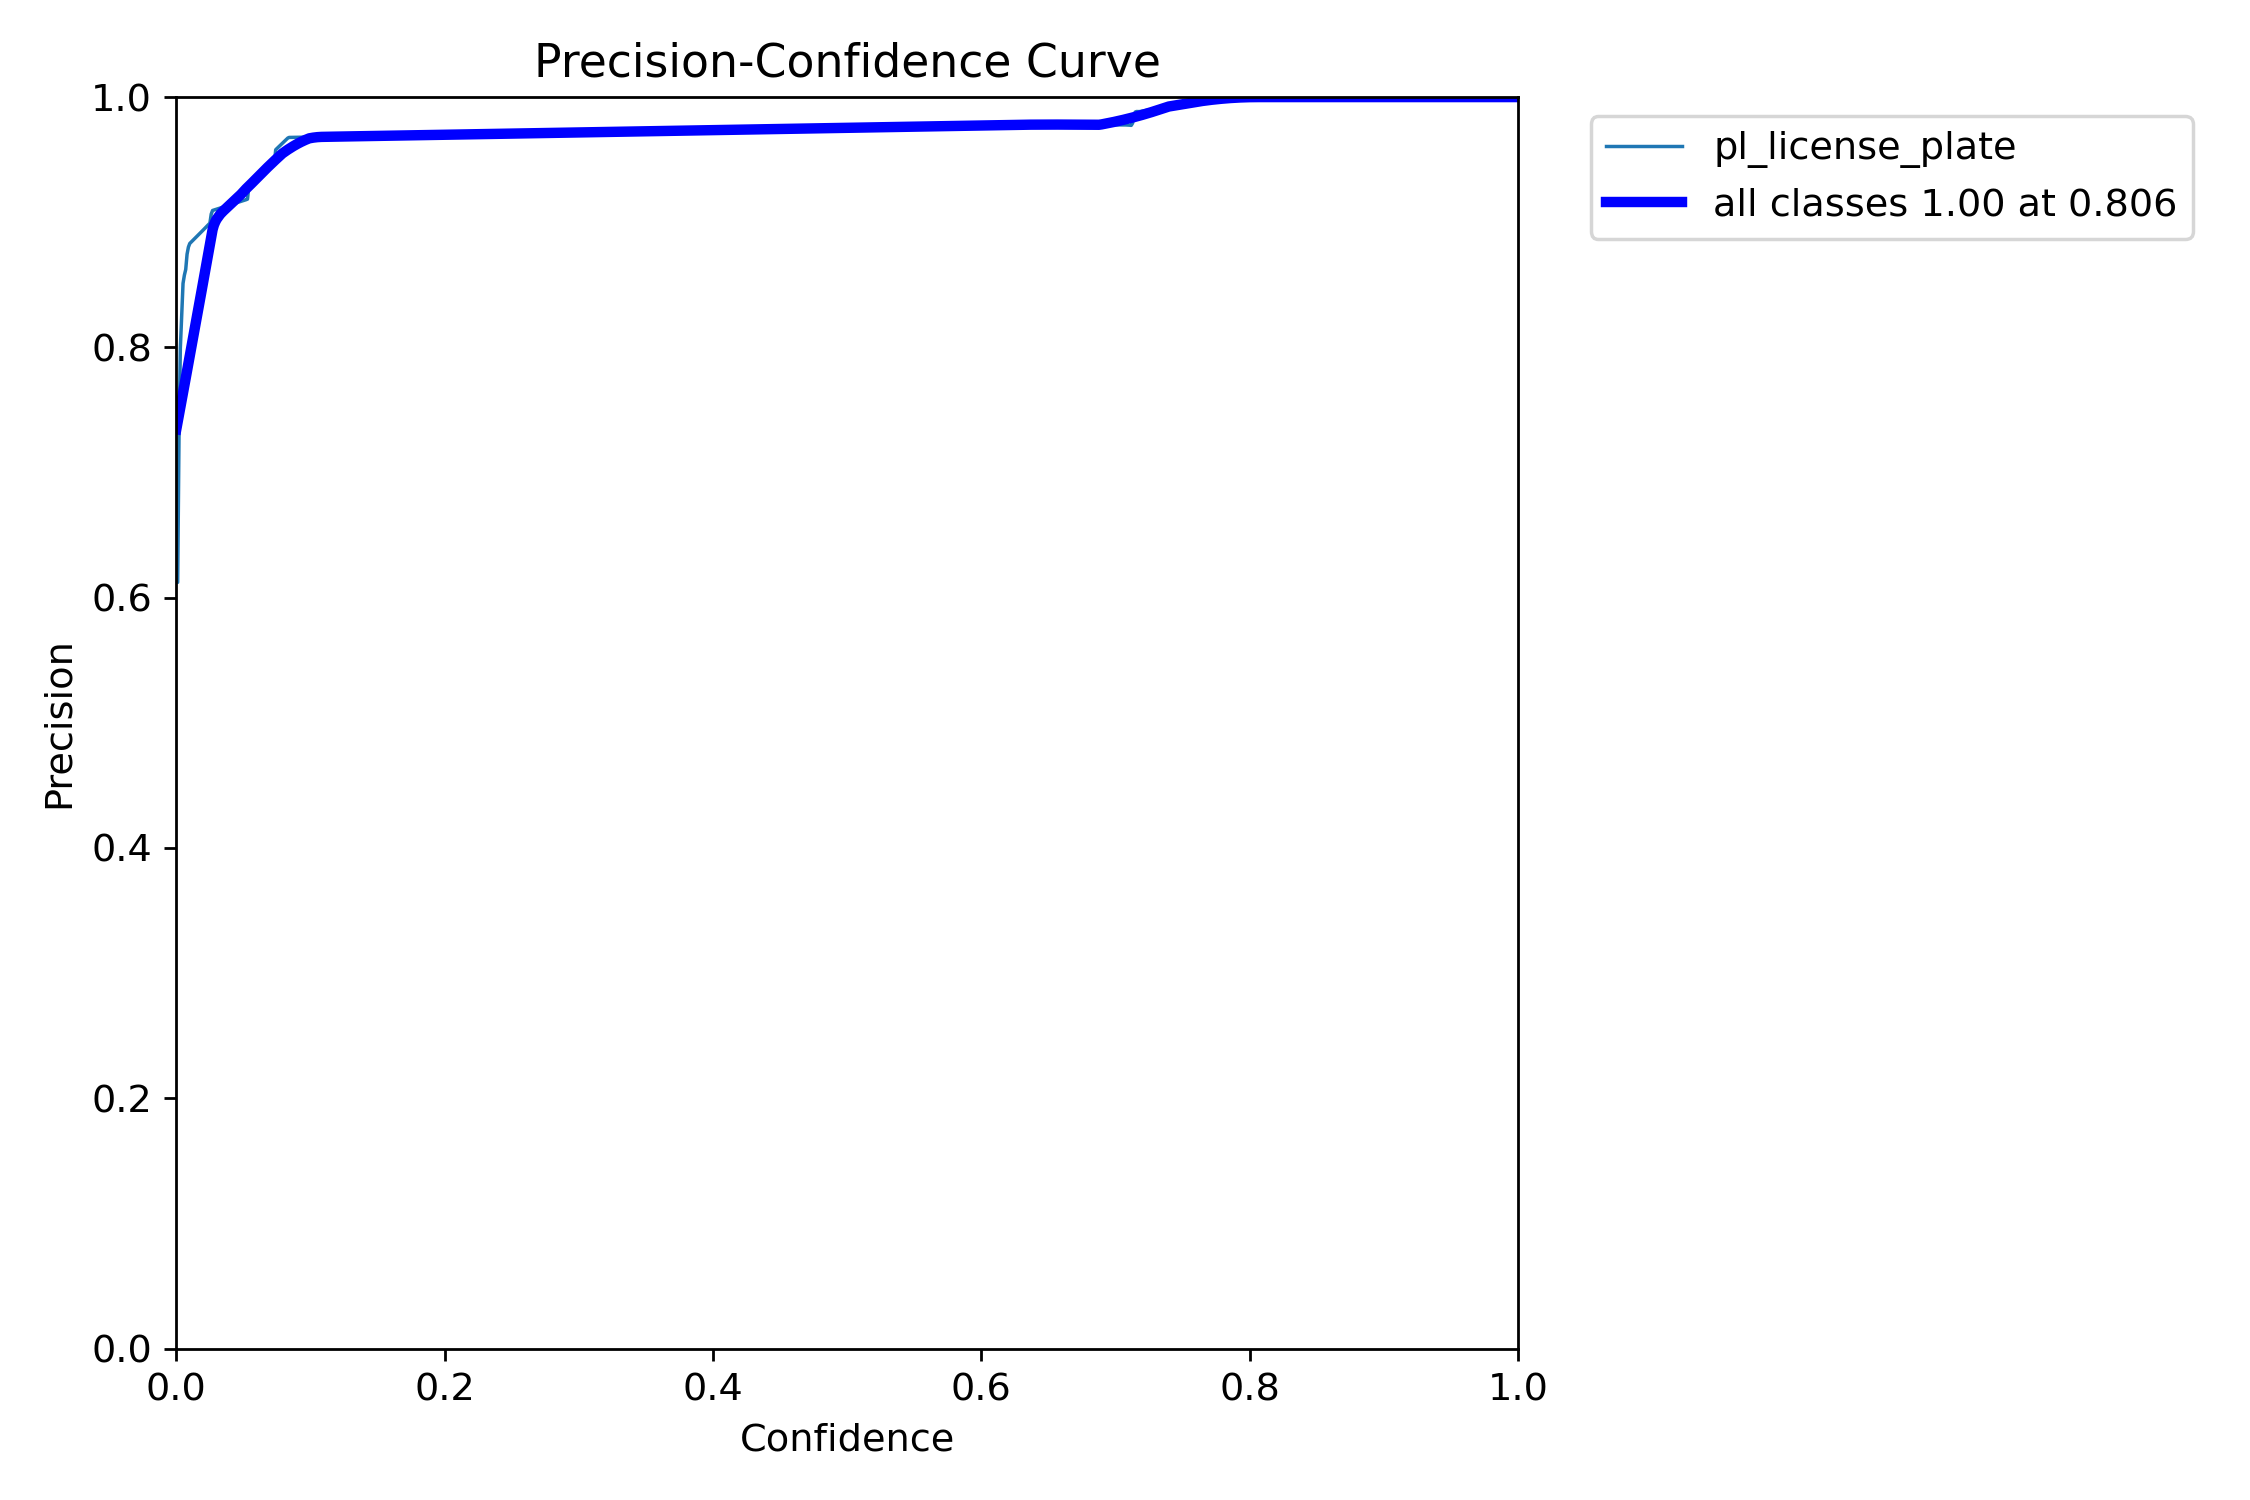 Precision-Confidence Curve
1.0
0.8
0.6
0.4
0.2
0.0
Precision
0.0 0.2 0.4 0.6 0.8 1.0
Confidence
pl_license_plate
all classes 1.00 at 0.806